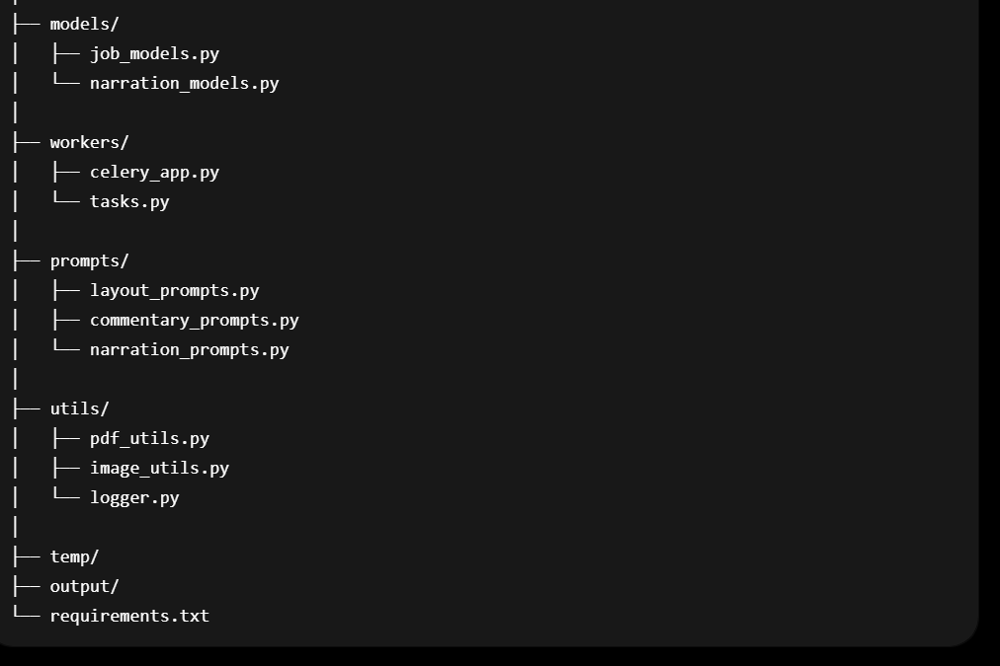 ├── models/
│   ├── job_models.py
│   └── narration_models.py
│
├── workers/
│   ├── celery_app.py
│   └── tasks.py
│
├── prompts/
│   ├── layout_prompts.py
│   ├── commentary_prompts.py
│   └── narration_prompts.py
│
├── utils/
│   ├── pdf_utils.py
│   ├── image_utils.py
│   └── logger.py
│
├── temp/
├── output/
└── requirements.txt